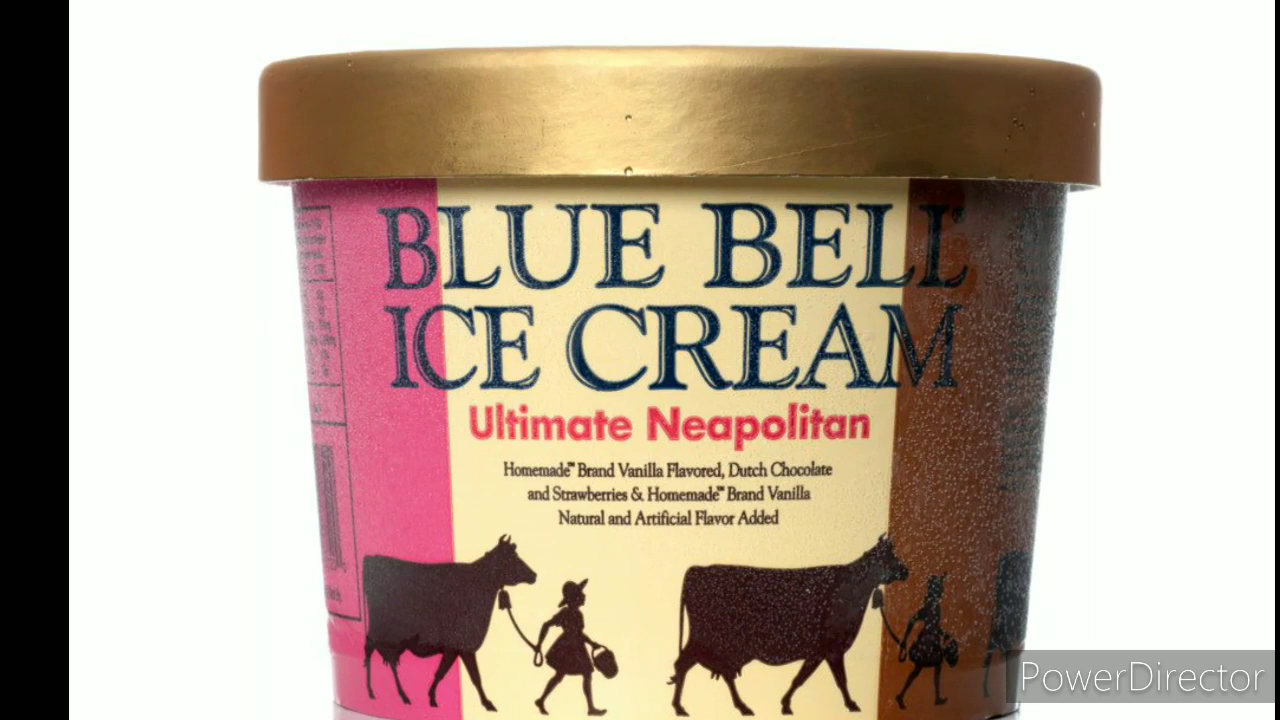 BLUE BELL®
ICE CREAM
Ultimate Neapolitan
Homemade™ Brand Vanilla Flavored, Dutch Chocolate
and Strawberries & Homemade™ Brand Vanilla
Natural and Artificial Flavor Added
PowerDirector